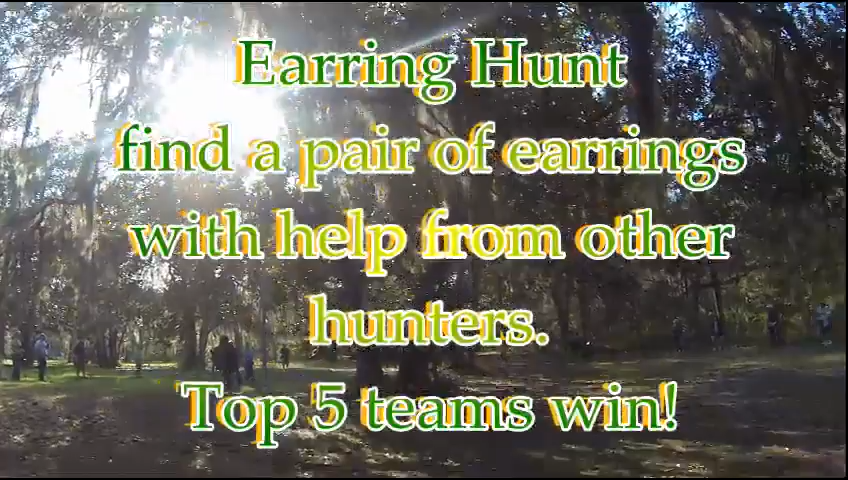 Earring Hunt
find a pair of earrings
with help from other
hunters.
Top 5 teams win!